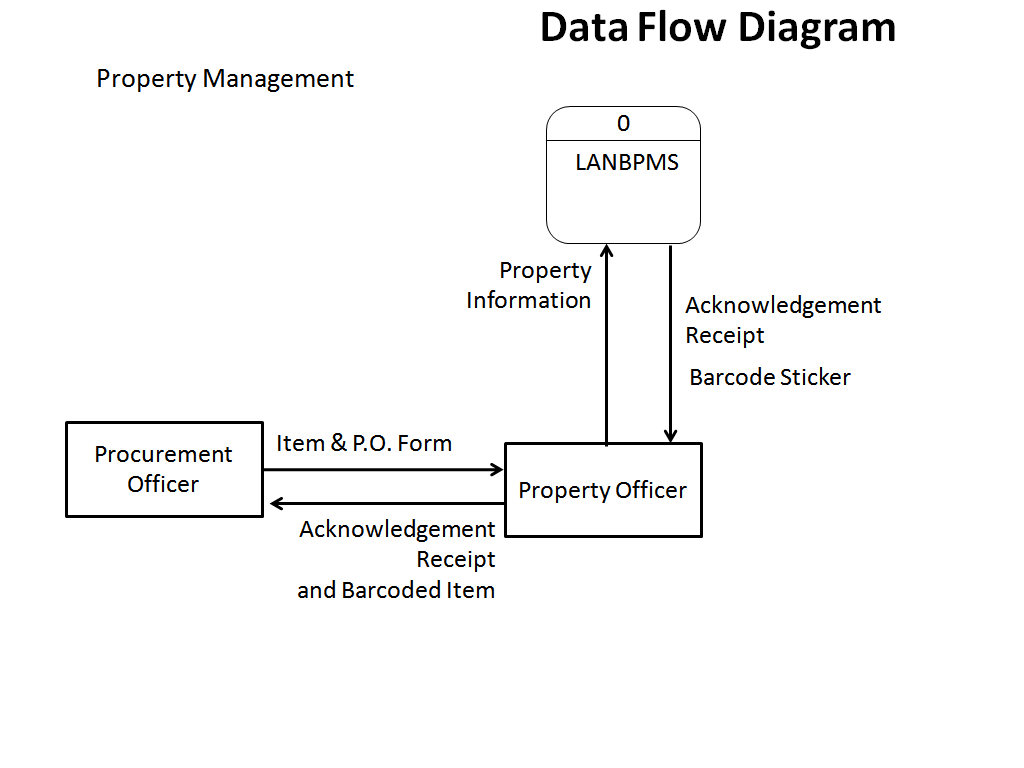 Data Flow Diagram
Property Management
0
LANBPMS
Property
Information
Acknowledgement
Receipt
Barcode Sticker
Procurement
Officer
Item & P.O. Form
Property Officer
Acknowledgement
Receipt
and Barcoded Item